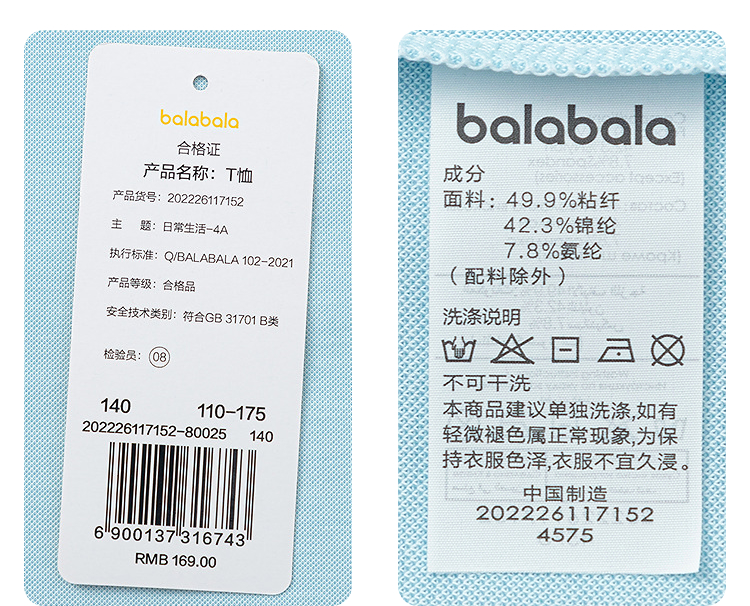 balabala
合格证
产品名称：T恤
产品货号：202226117152
主　题：日常生活-4A
执行标准：Q/BALABALA 102-2021
产品等级：合格品
安全技术类别：符合GB 31701 B类
检验员：08
140 110-175
202226117152-80025 140
6 900137 316743
RMB 169.00
balabala
成分
面料：49.9%粘纤
42.3%锦纶
7.8%氨纶
（配料除外）
洗涤说明
不可干洗
本商品建议单独洗涤,如有
轻微褪色属正常现象,为保
持衣服色泽,衣服不宜久浸。
中国制造
202226117152
4575